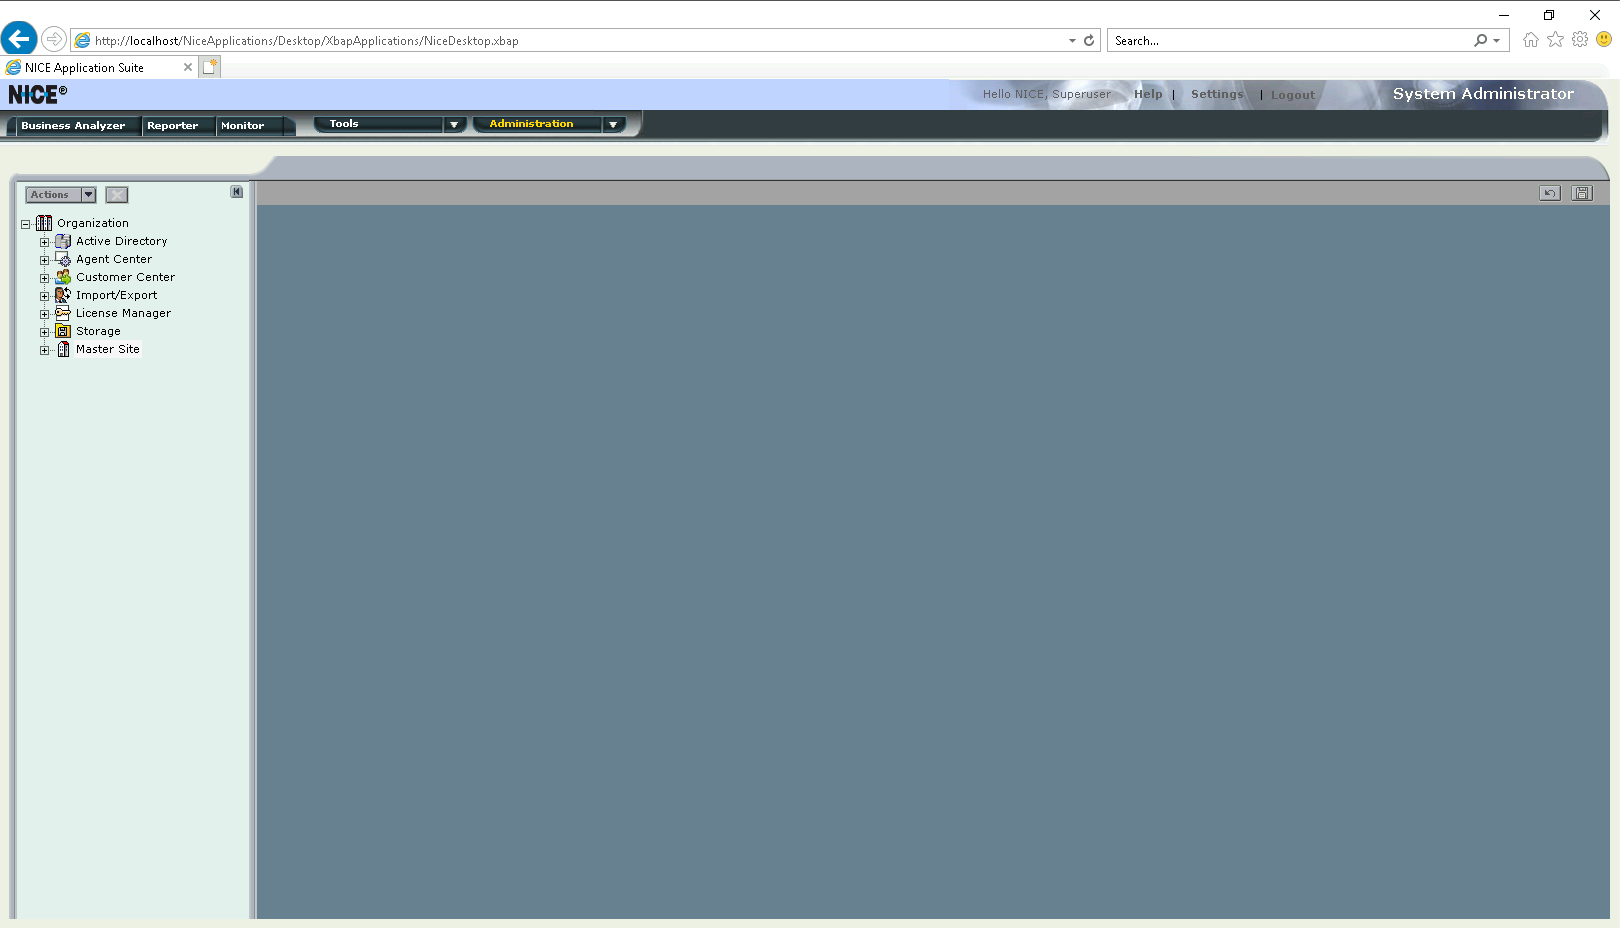 http://localhost/NiceApplications/Desktop/XbapApplications/NiceDesktop.xbap
Search...
NICE Application Suite
NICE®
Hello NICE, Superuser
Help | Settings | Logout
System Administrator
Business Analyzer
Reporter
Monitor
Tools
Administration
Actions
Organization
Active Directory
Agent Center
Customer Center
Import/Export
License Manager
Storage
Master Site